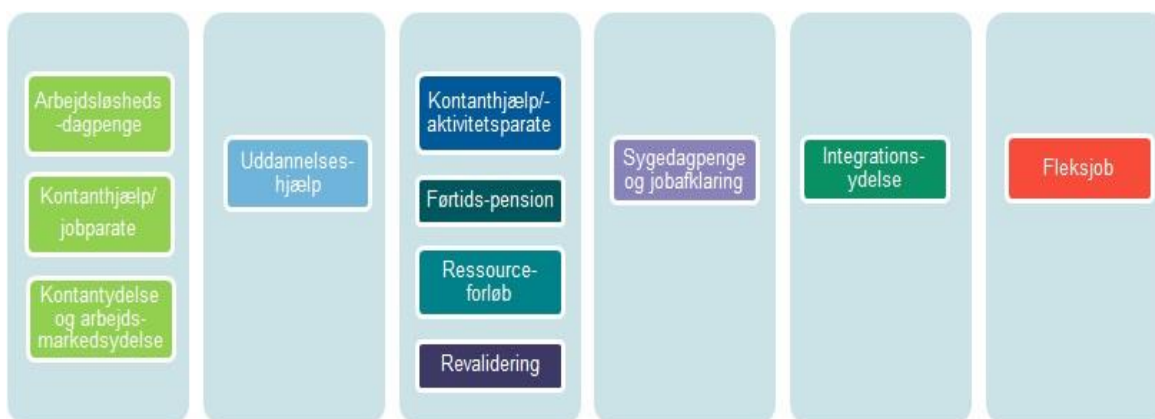 Arbejdsløsheds
-dagpenge
Kontanthjælp/
jobparate
Kontantydelse
og arbejds-
markedsydelse
Uddannelses-
hjælp
Kontanthjælp/-
aktivitetsparate
Førtids-pension
Ressource-
forløb
Revalidering
Sygedagpenge
og jobafklaring
Integrations-
ydelse
Fleksjob